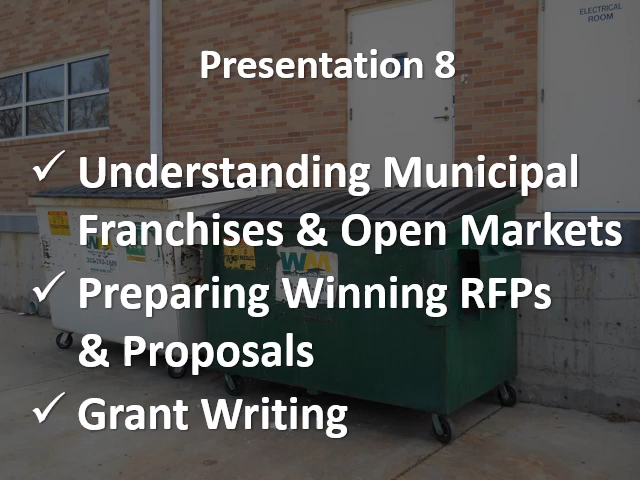 ELECTRICAL
ROOM
Presentation 8
✓ Understanding Municipal
Franchises & Open Markets
WM
✓ Preparing Winning RFPs
& Proposals
✓ Grant Writing